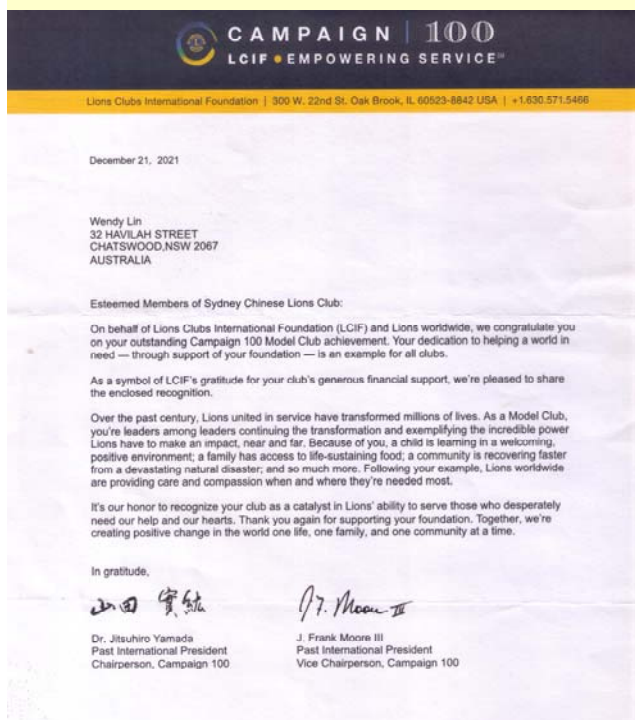 CAMPAIGN | 100
LCIF • EMPOWERING SERVICE℠
Lions Clubs International Foundation | 300 W. 22nd St. Oak Brook, IL 60523-8842 USA | +1.630.571.5466
December 21, 2021
Wendy Lin
32 HAVILAH STREET
CHATSWOOD,NSW 2067
AUSTRALIA
Esteemed Members of Sydney Chinese Lions Club:
On behalf of Lions Clubs International Foundation (LCIF) and Lions worldwide, we congratulate you
on your outstanding Campaign 100 Model Club achievement. Your dedication to helping a world in
need — through support of your foundation — is an example for all clubs.
As a symbol of LCIF's gratitude for your club's generous financial support, we're pleased to share
the enclosed recognition.
Over the past century, Lions united in service have transformed millions of lives. As a Model Club,
you're leaders among leaders continuing the transformation and exemplifying the incredible power
Lions have to make an impact, near and far. Because of you, a child is learning in a welcoming,
positive environment; a family has access to life-sustaining food; a community is recovering faster
from a devastating natural disaster; and so much more. Following your example, Lions worldwide
are providing care and compassion when and where they're needed most.
It's our honor to recognize your club as a catalyst in Lions' ability to serve those who desperately
need our help and our hearts. Thank you again for supporting your foundation. Together, we're
creating positive change in the world one life, one family, and one community at a time.
In gratitude,
山田 實紘 J. F. Moore III
Dr. Jitsuhiro Yamada J. Frank Moore III
Past International President Past International President
Chairperson, Campaign 100 Vice Chairperson, Campaign 100